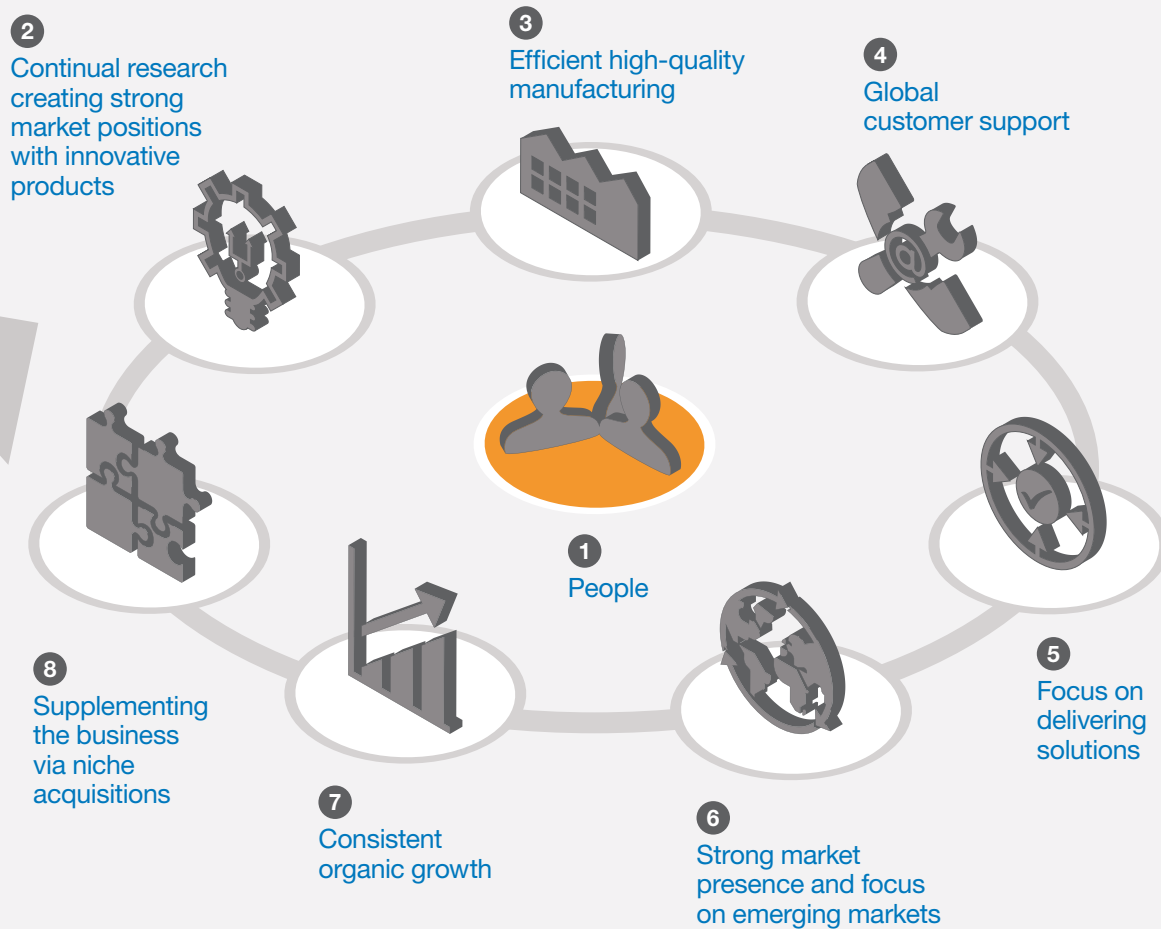 2
Continual research
creating strong
market positions
with innovative
products
3
Efficient high-quality
manufacturing
4
Global
customer support
1
People
5
Focus on
delivering
solutions
6
Strong market
presence and focus
on emerging markets
7
Consistent
organic growth
8
Supplementing
the business
via niche
acquisitions
@